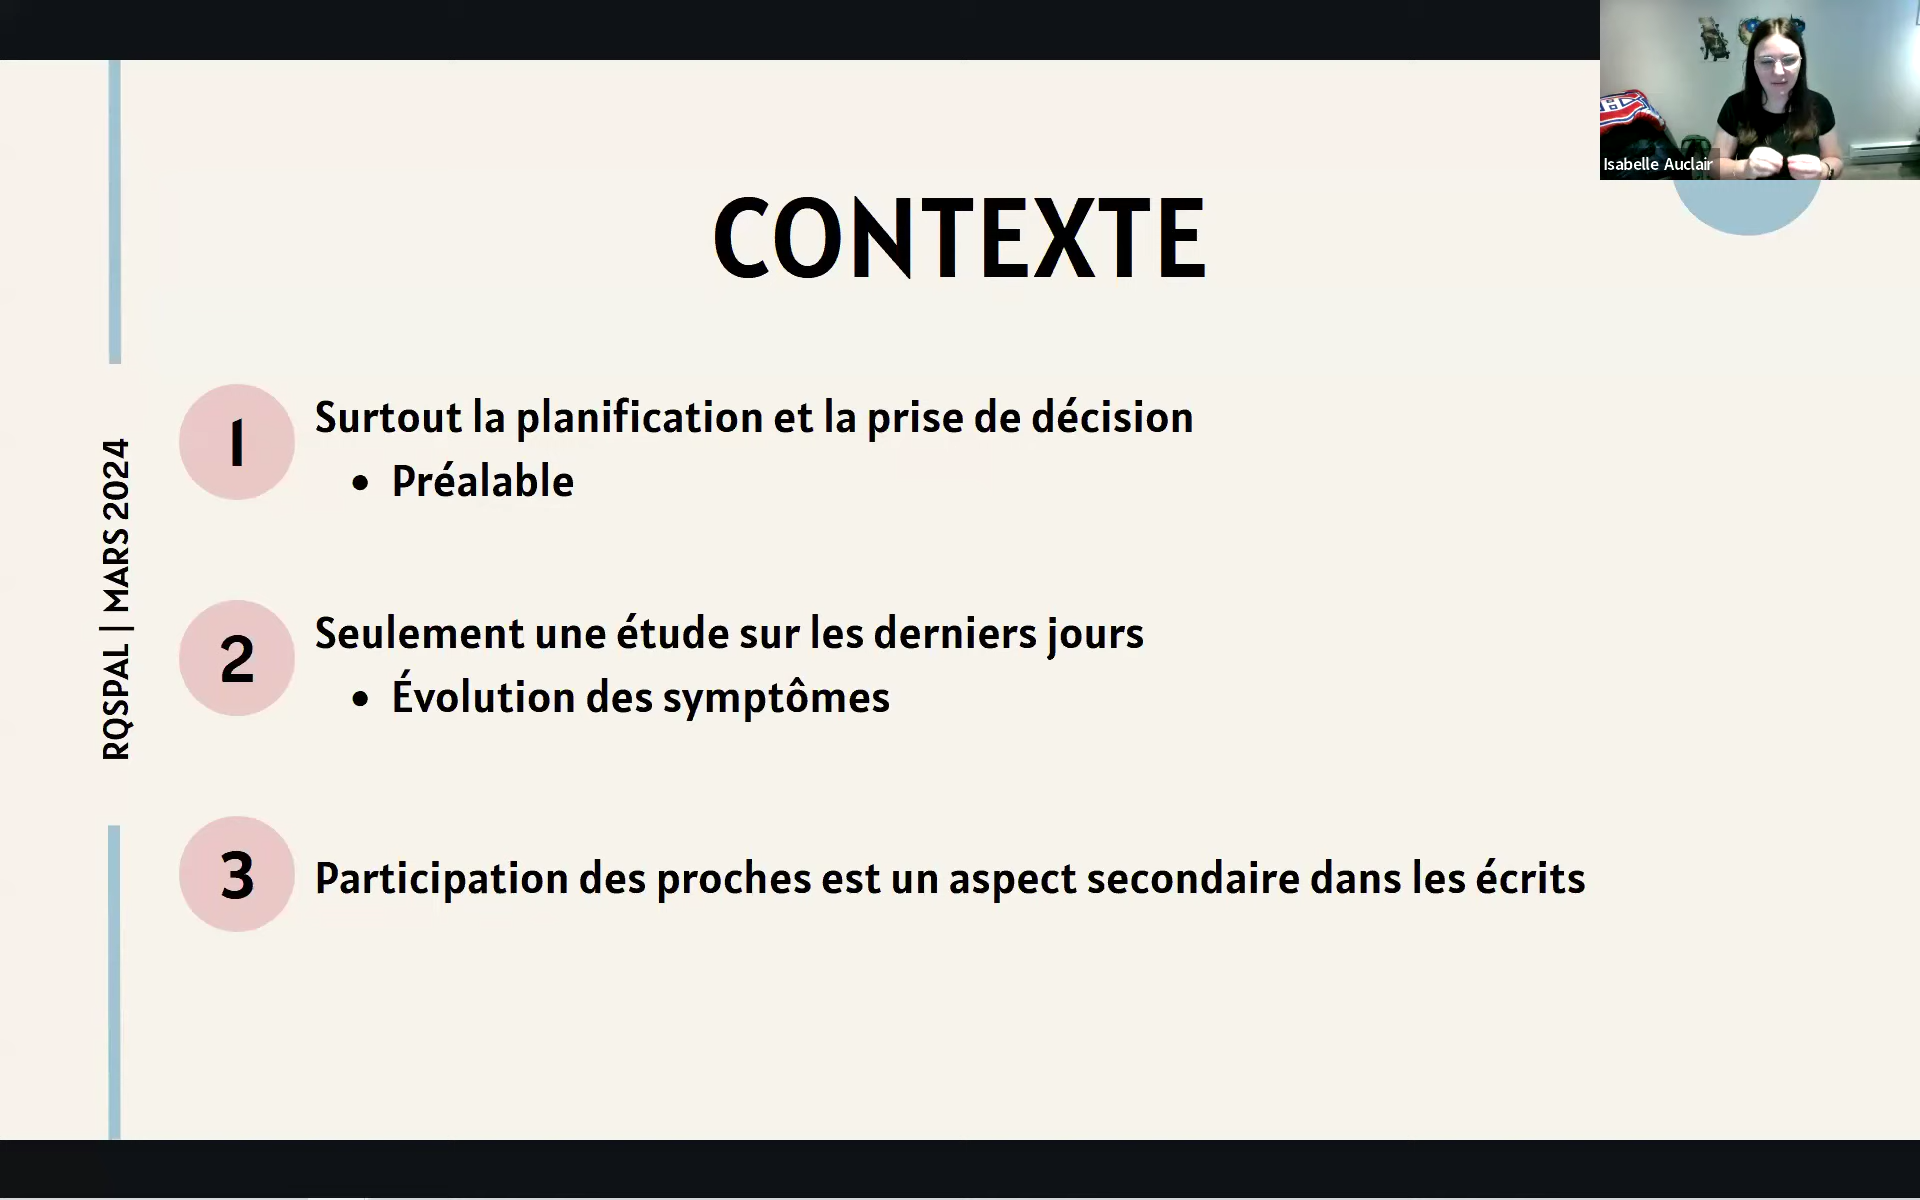 Isabelle Auclair
CONTEXTE
1
Surtout la planification et la prise de décision
• Préalable
2
Seulement une étude sur les derniers jours
• Évolution des symptômes
3
Participation des proches est un aspect secondaire dans les écrits
RQSPAL | MARS 2024